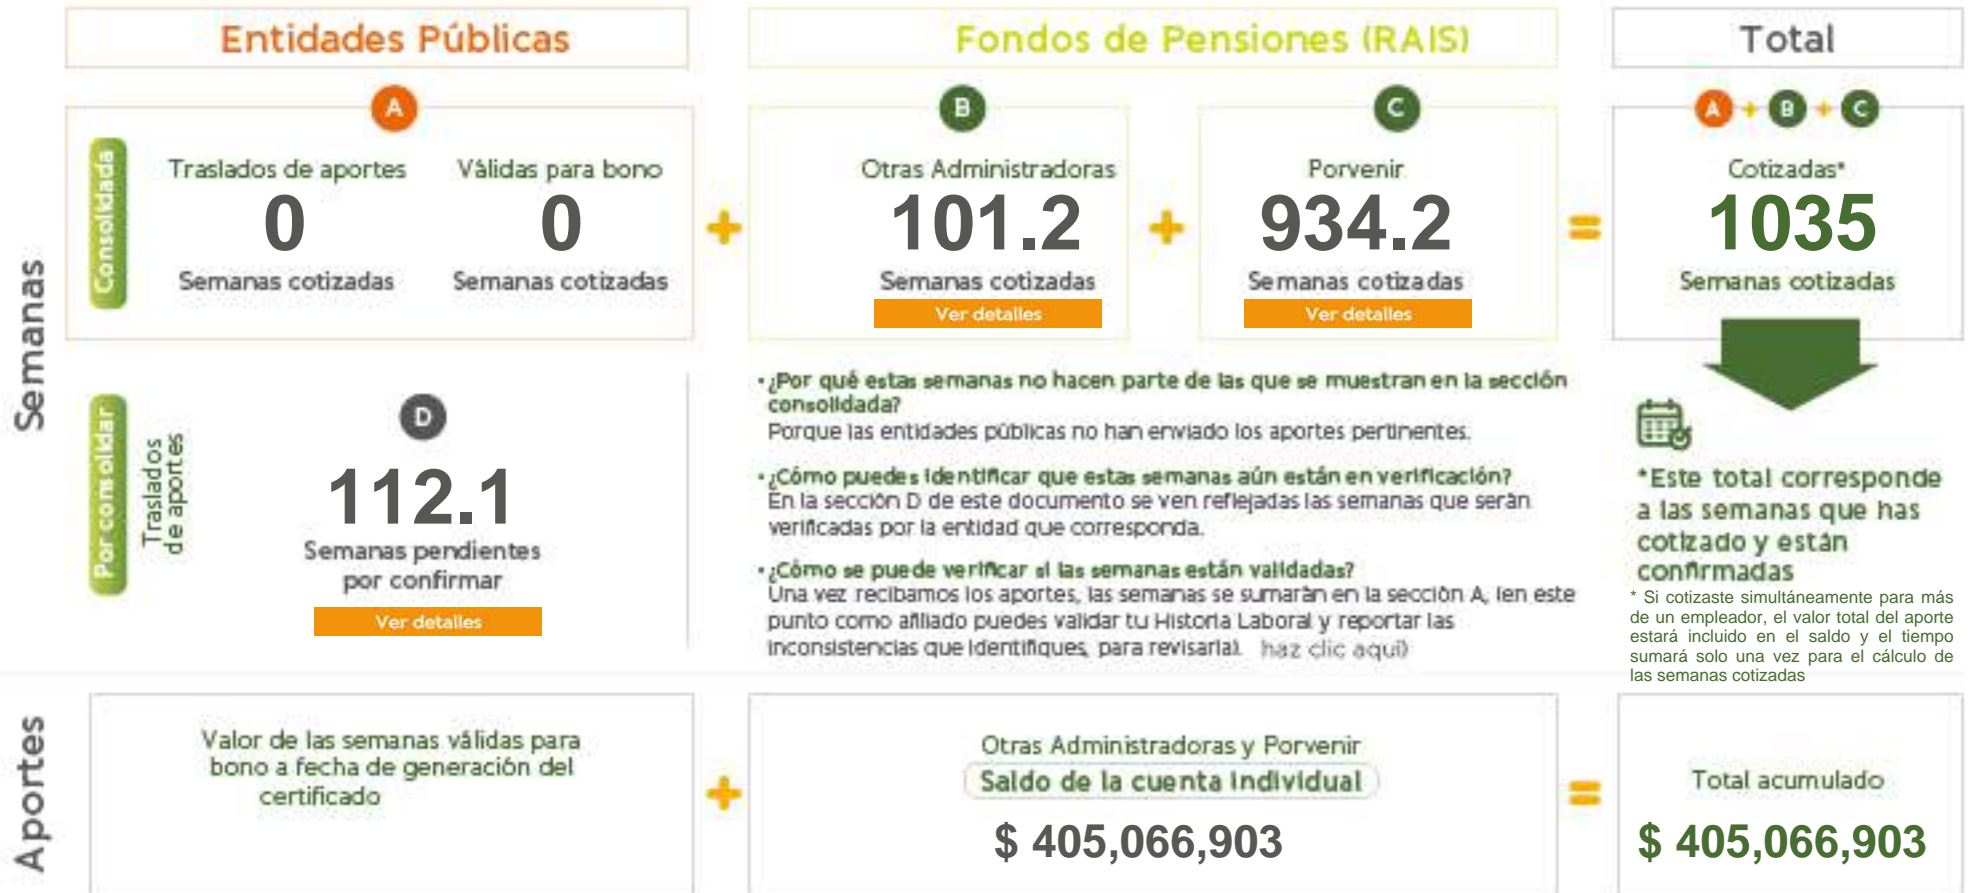 Entidades Públicas
Fondos de Pensiones (RAIS)
Total
Semanas
Consolidada
A
Traslados de aportes
0
Semanas cotizadas
Válidas para bono
0
Semanas cotizadas
+
B
Otras Administradoras
101.2
Semanas cotizadas
Ver detalles
+
C
Porvenir
934.2
Semanas cotizadas
Ver detalles
=
A + B + C
Cotizadas*
1035
Semanas cotizadas
Por consolidar
Traslados
de aportes
D
112.1
Semanas pendientes
por confirmar
Ver detalles
• ¿Por qué estas semanas no hacen parte de las que se muestran en la sección
consolidada?
Porque las entidades públicas no han enviado los aportes pertinentes.
• ¿Cómo puedes identificar que estas semanas aún están en verificación?
En la sección D de este documento se ven reflejadas las semanas que serán
verificadas por la entidad que corresponda.
• ¿Cómo se puede verificar si las semanas están validadas?
Una vez recibamos los aportes, las semanas se sumarán en la sección A, (en este
punto como afiliado puedes validar tu Historia Laboral y reportar las
inconsistencias que identifiques, para revisarla). haz clic aquí)
*Este total corresponde
a las semanas que has
cotizado y están
confirmadas
* Si cotizaste simultáneamente para más
de un empleador, el valor total del aporte
estará incluido en el saldo y el tiempo
sumará solo una vez para el cálculo de
las semanas cotizadas
Aportes
Valor de las semanas válidas para
bono a fecha de generación del
certificado
+
Otras Administradoras y Porvenir
Saldo de la cuenta individual
$ 405,066,903
=
Total acumulado
$ 405,066,903